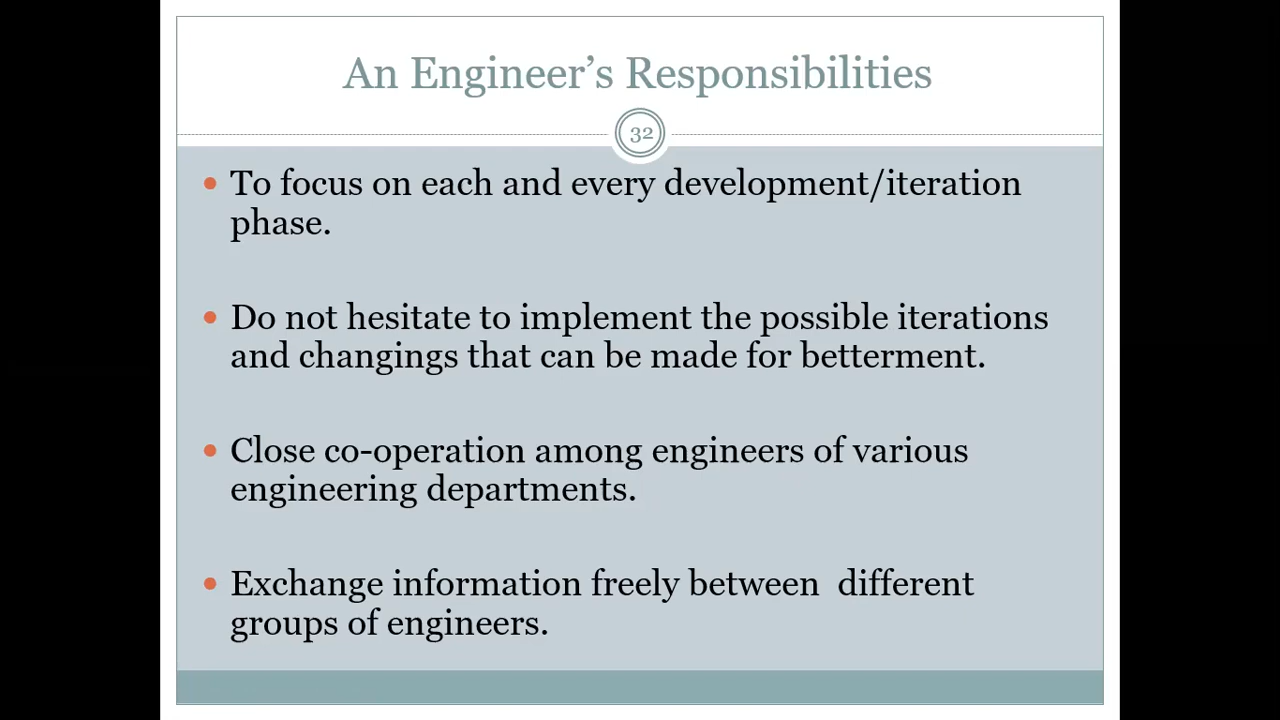 An Engineer’s Responsibilities
32
• To focus on each and every development/iteration
phase.
• Do not hesitate to implement the possible iterations
and changings that can be made for betterment.
• Close co-operation among engineers of various
engineering departments.
• Exchange information freely between  different
groups of engineers.